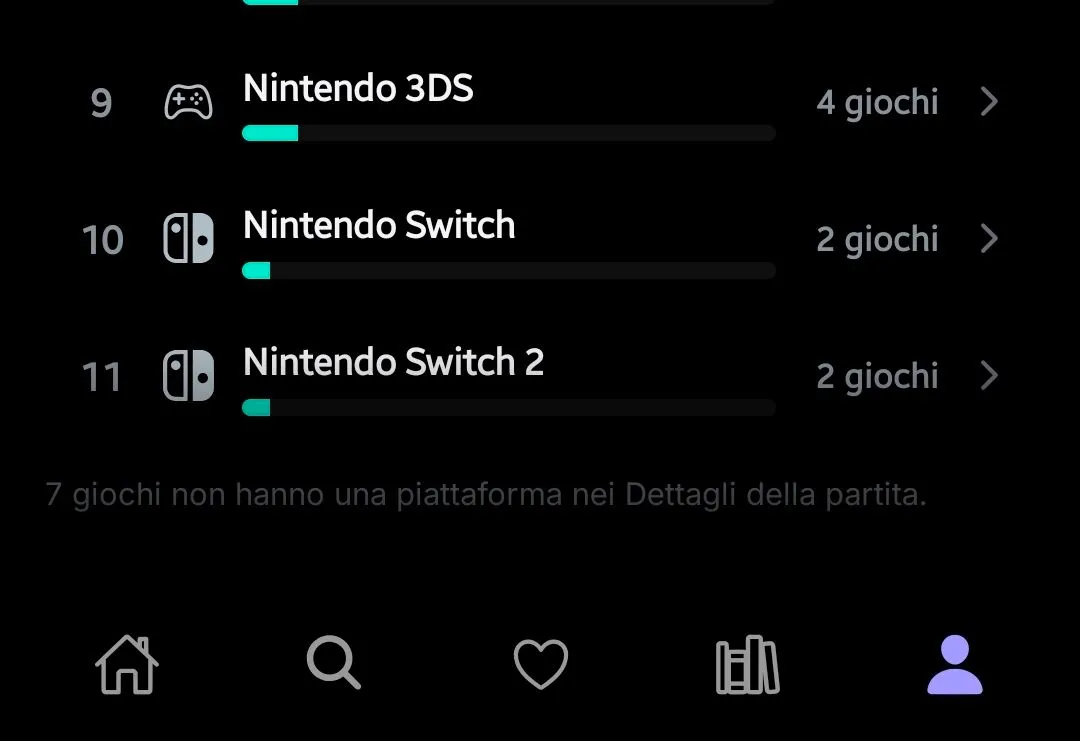 9 Nintendo 3DS 4 giochi
10 Nintendo Switch 2 giochi
11 Nintendo Switch 2 2 giochi
7 giochi non hanno una piattaforma nei Dettagli della partita.